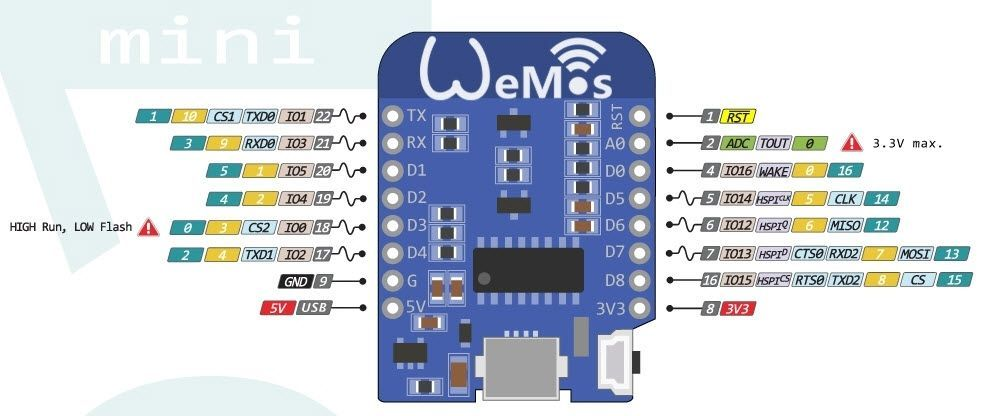 mini
WeMos
1 10 CS1 TXD0 IO1 22 TX RST 1 RST
3 9 RXD0 IO3 21 RX A0 2 ADC TOUT 0 3.3V max.
5 1 IO5 20 D1 D0 4 IO16 WAKE 0 16
4 2 IO4 19 D2 D5 5 IO14 HSPICLK 5 CLK 14
HIGH Run, LOW Flash 0 3 CS2 IO0 18 D3 D6 6 IO12 HSPIQ 6 MISO 12
2 4 TXD1 IO2 17 D4 D7 7 IO13 HSPID CTS0 RXD2 7 MOSI 13
GND 9 G D8 16 IO15 HSPICS RTS0 TXD2 8 CS 15
5V USB 5V 3V3 8 3V3